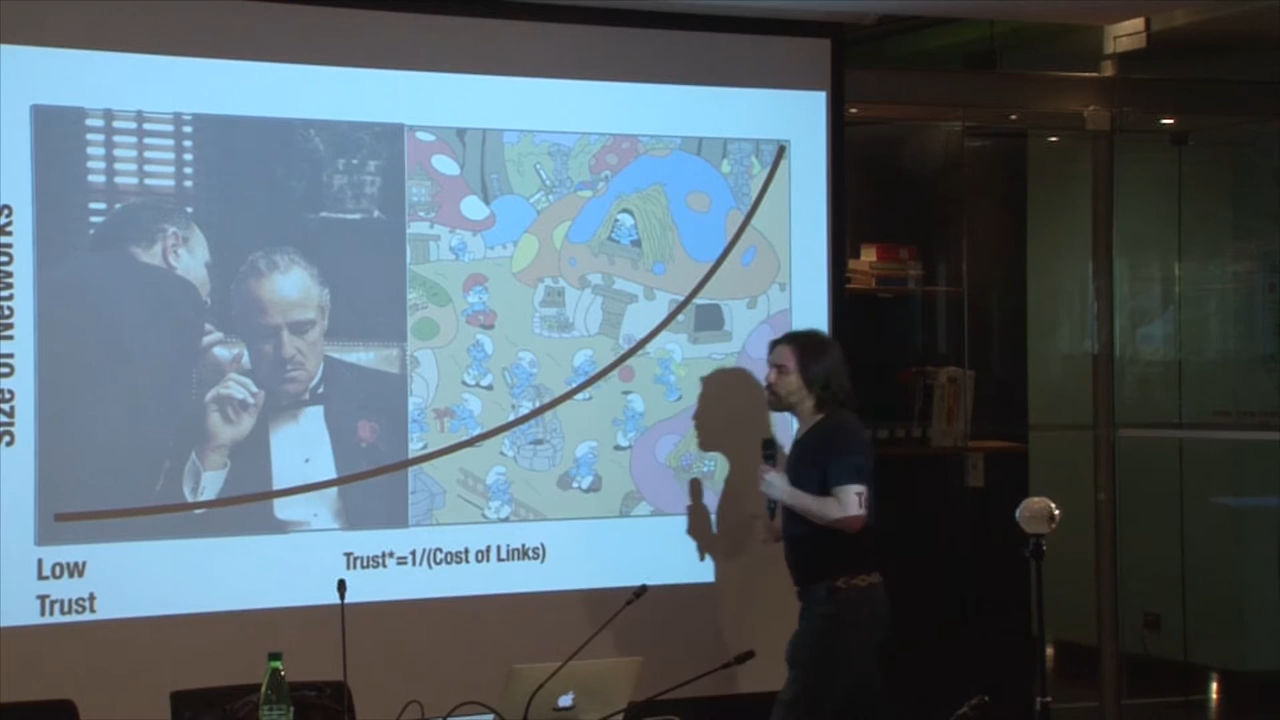 Size of Networks
Low
Trust
Trust*=1/(Cost of Links)
T